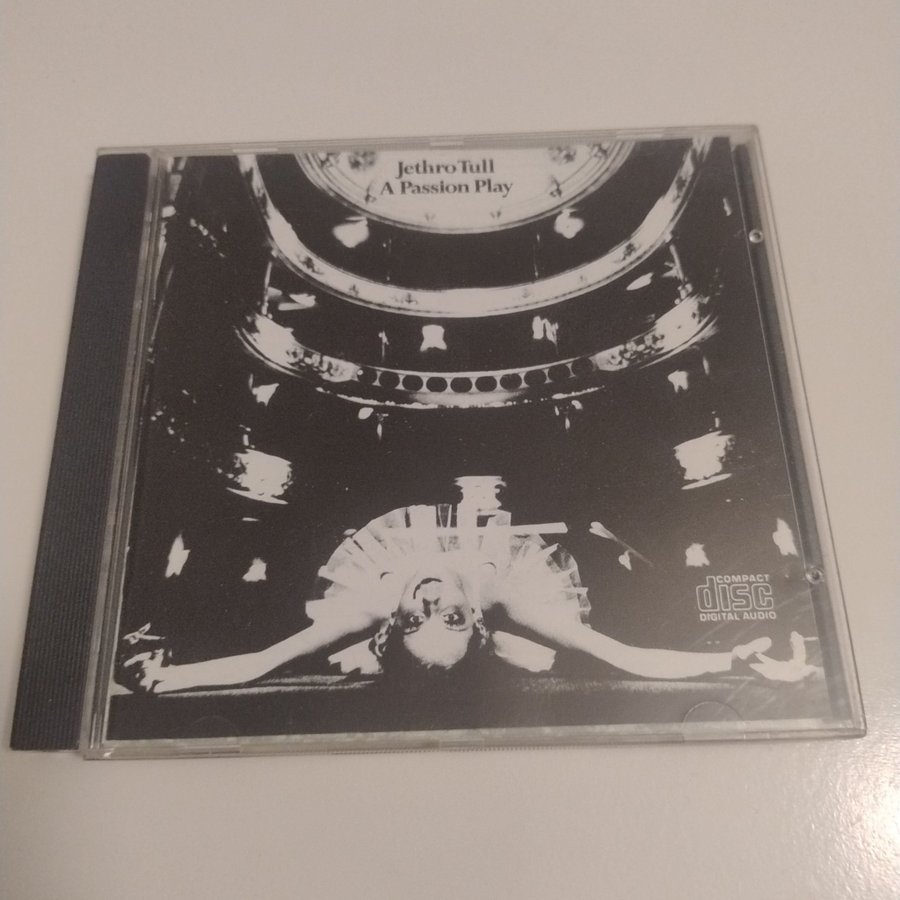 Jethro Tull
A Passion Play
COMPACT
disc
DIGITAL AUDIO